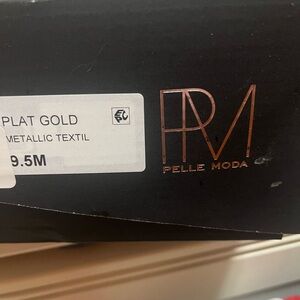 PLAT GOLD
METALLIC TEXTIL
9.5M
PM
PELLE MODA